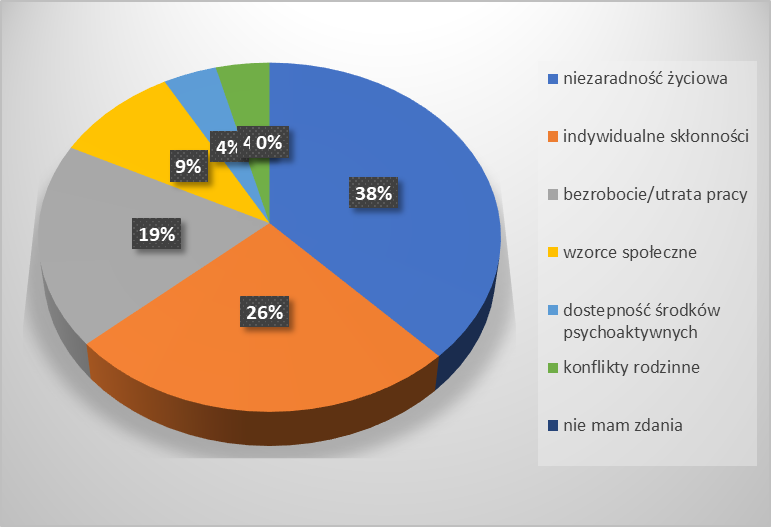 38%
26%
19%
9%
4%
4
0%
niezaradność życiowa
indywidualne skłonności
bezrobocie/utrata pracy
wzorce społeczne
dostepność środków
psychoaktywnych
konflikty rodzinne
nie mam zdania